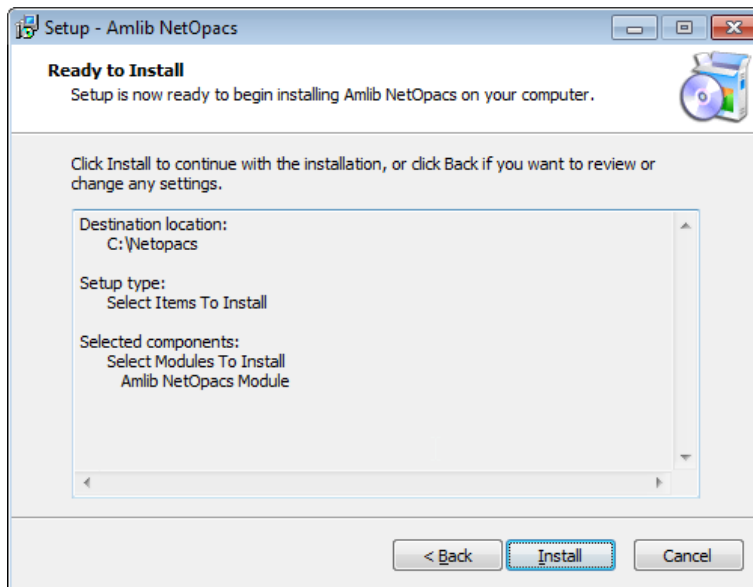 Setup - Amlib NetOpacs
Ready to Install
Setup is now ready to begin installing Amlib NetOpacs on your computer.
Click Install to continue with the installation, or click Back if you want to review or
change any settings.
Destination location:
C:\Netopacs
Setup type:
Select Items To Install
Selected components:
Select Modules To Install
Amlib NetOpacs Module
< Back
Install
Cancel